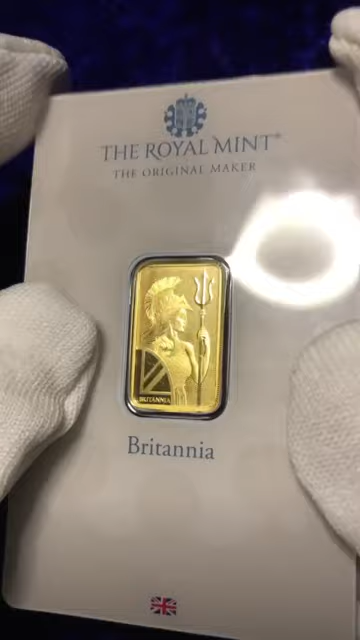 THE ROYAL MINT®
THE ORIGINAL MAKER
BRITANNIA
Britannia